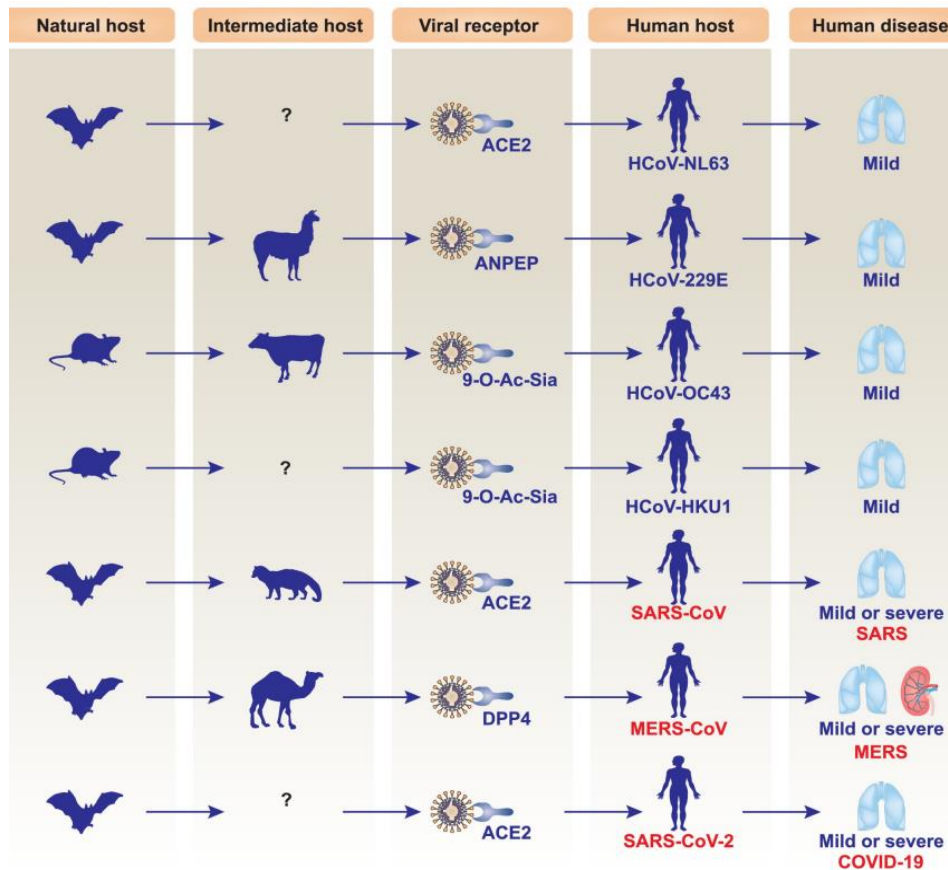 Natural host
Intermediate host
Viral receptor
Human host
Human disease
?
ACE2
HCoV-NL63
Mild
ANPEP
HCoV-229E
Mild
9-O-Ac-Sia
HCoV-OC43
Mild
?
9-O-Ac-Sia
HCoV-HKU1
Mild
ACE2
SARS-CoV
Mild or severe
SARS
DPP4
MERS-CoV
Mild or severe
MERS
?
ACE2
SARS-CoV-2
Mild or severe
COVID-19